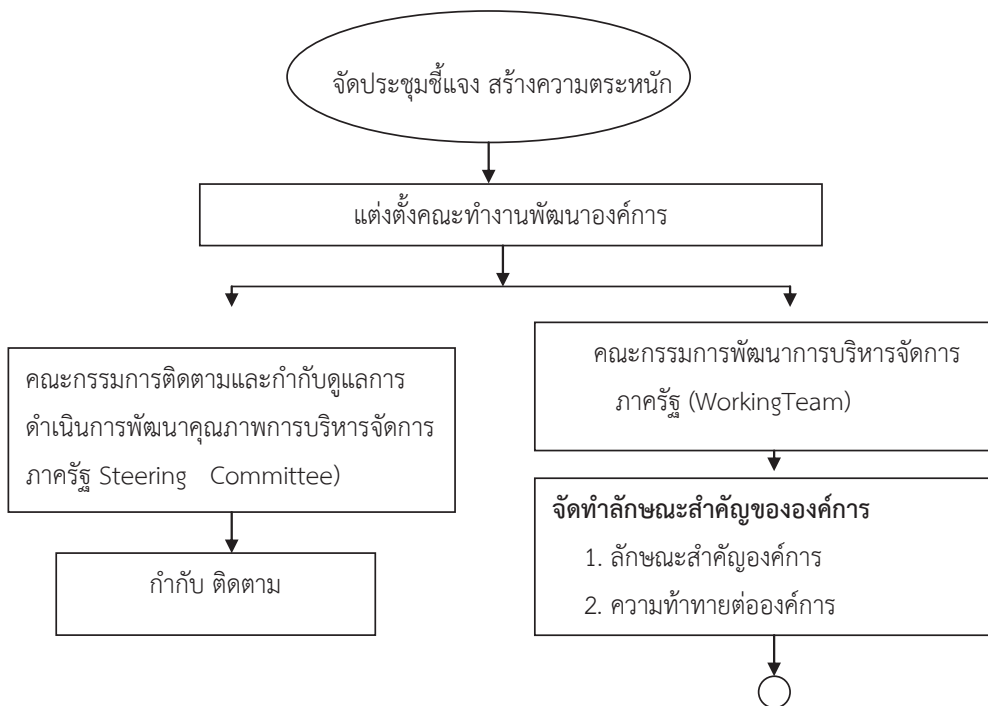 จัดประชุมชี้แจง สร้างความตระหนัก
แต่งตั้งคณะทำงานพัฒนาองค์การ
คณะกรรมการติดตามและกำกับดูแลการ
ดำเนินการพัฒนาคุณภาพการบริหารจัดการ
ภาครัฐ Steering Committee)
กำกับ ติดตาม
คณะกรรมการพัฒนาการบริหารจัดการ
ภาครัฐ (WorkingTeam)
จัดทำลักษณะสำคัญขององค์การ
1. ลักษณะสำคัญองค์การ
2. ความท้าทายต่อองค์การ